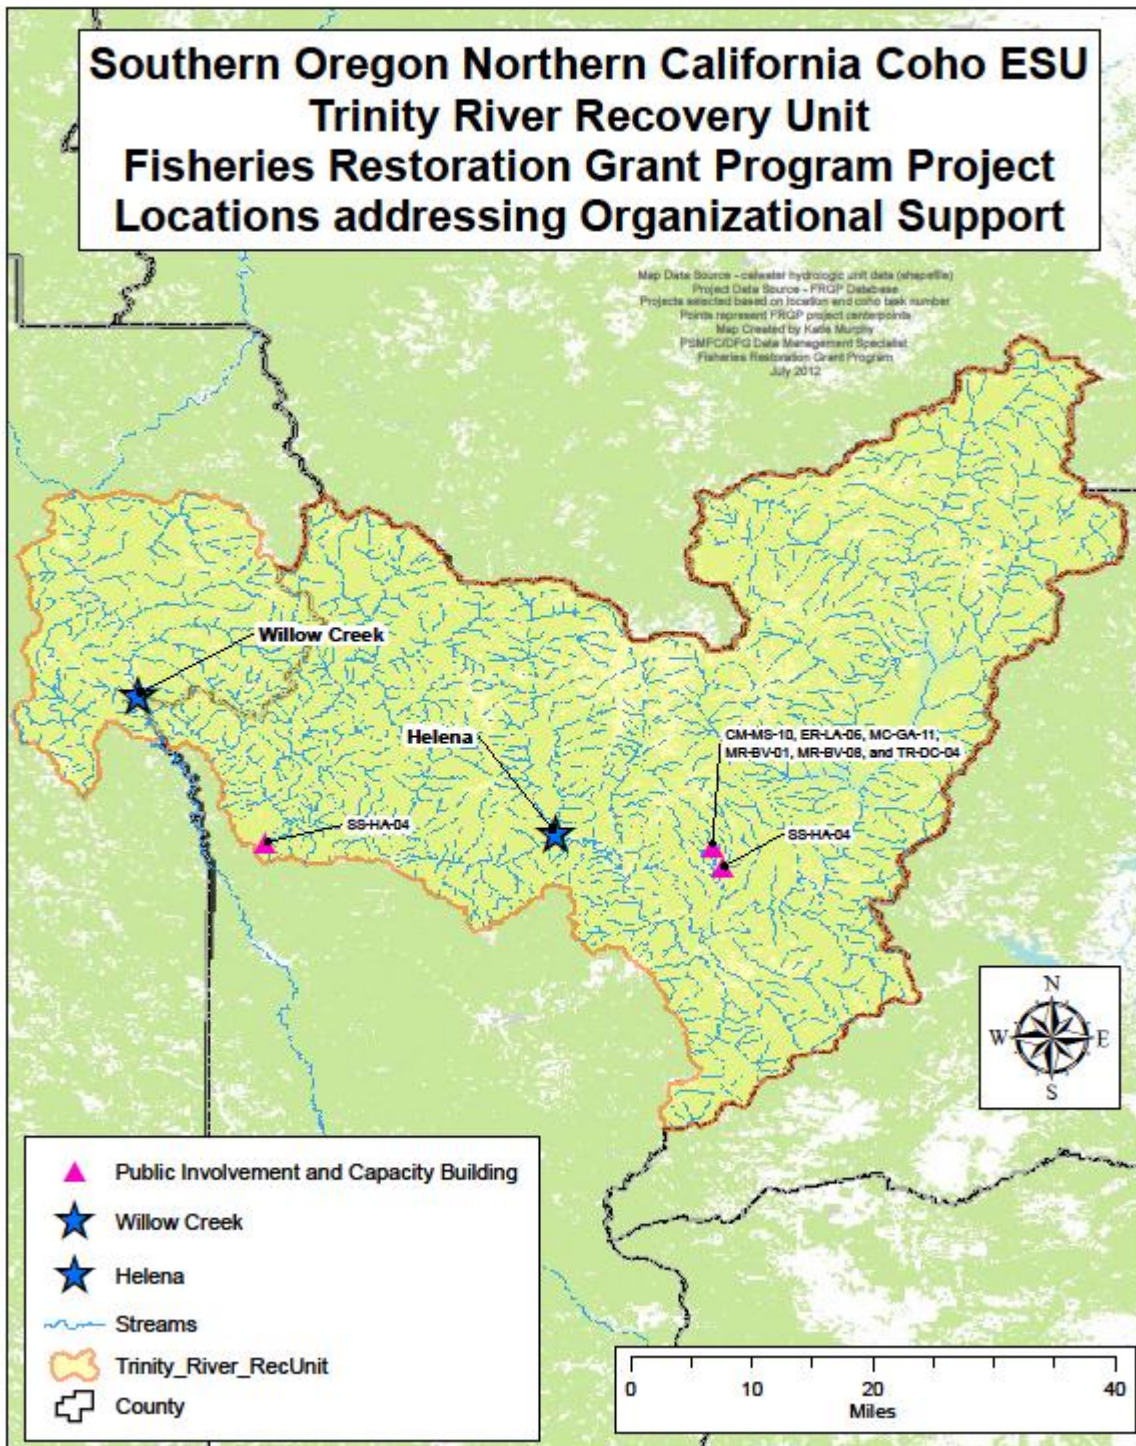 Southern Oregon Northern California Coho ESU
Trinity River Recovery Unit
Fisheries Restoration Grant Program Project
Locations addressing Organizational Support
Map Data Source - calwater hydrologic unit data (shapefile)
Project Data Source - FRGP Database
Projects selected based on location and coho task number
Points represent FRGP project centerpoints
Map Created by Katie Murphy
PSMFC/DFG Data Management Specialist
Fisheries Restoration Grant Program
July 2012
Willow Creek
Helena
CM-MS-10, ER-LA-06, MC-GA-11,
MR-BV-01, MR-BV-08, and TR-DC-04
SS-HA-04
SS-HA-04
N
W E
S
Public Involvement and Capacity Building
Willow Creek
Helena
Streams
Trinity_River_RecUnit
County
0 10 20 40
Miles